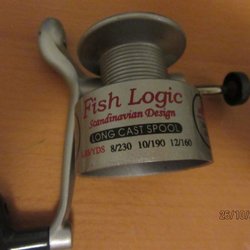 Fish Logic
Scandinavian Design
LONG CAST SPOOL
8/230 10/190 12/160